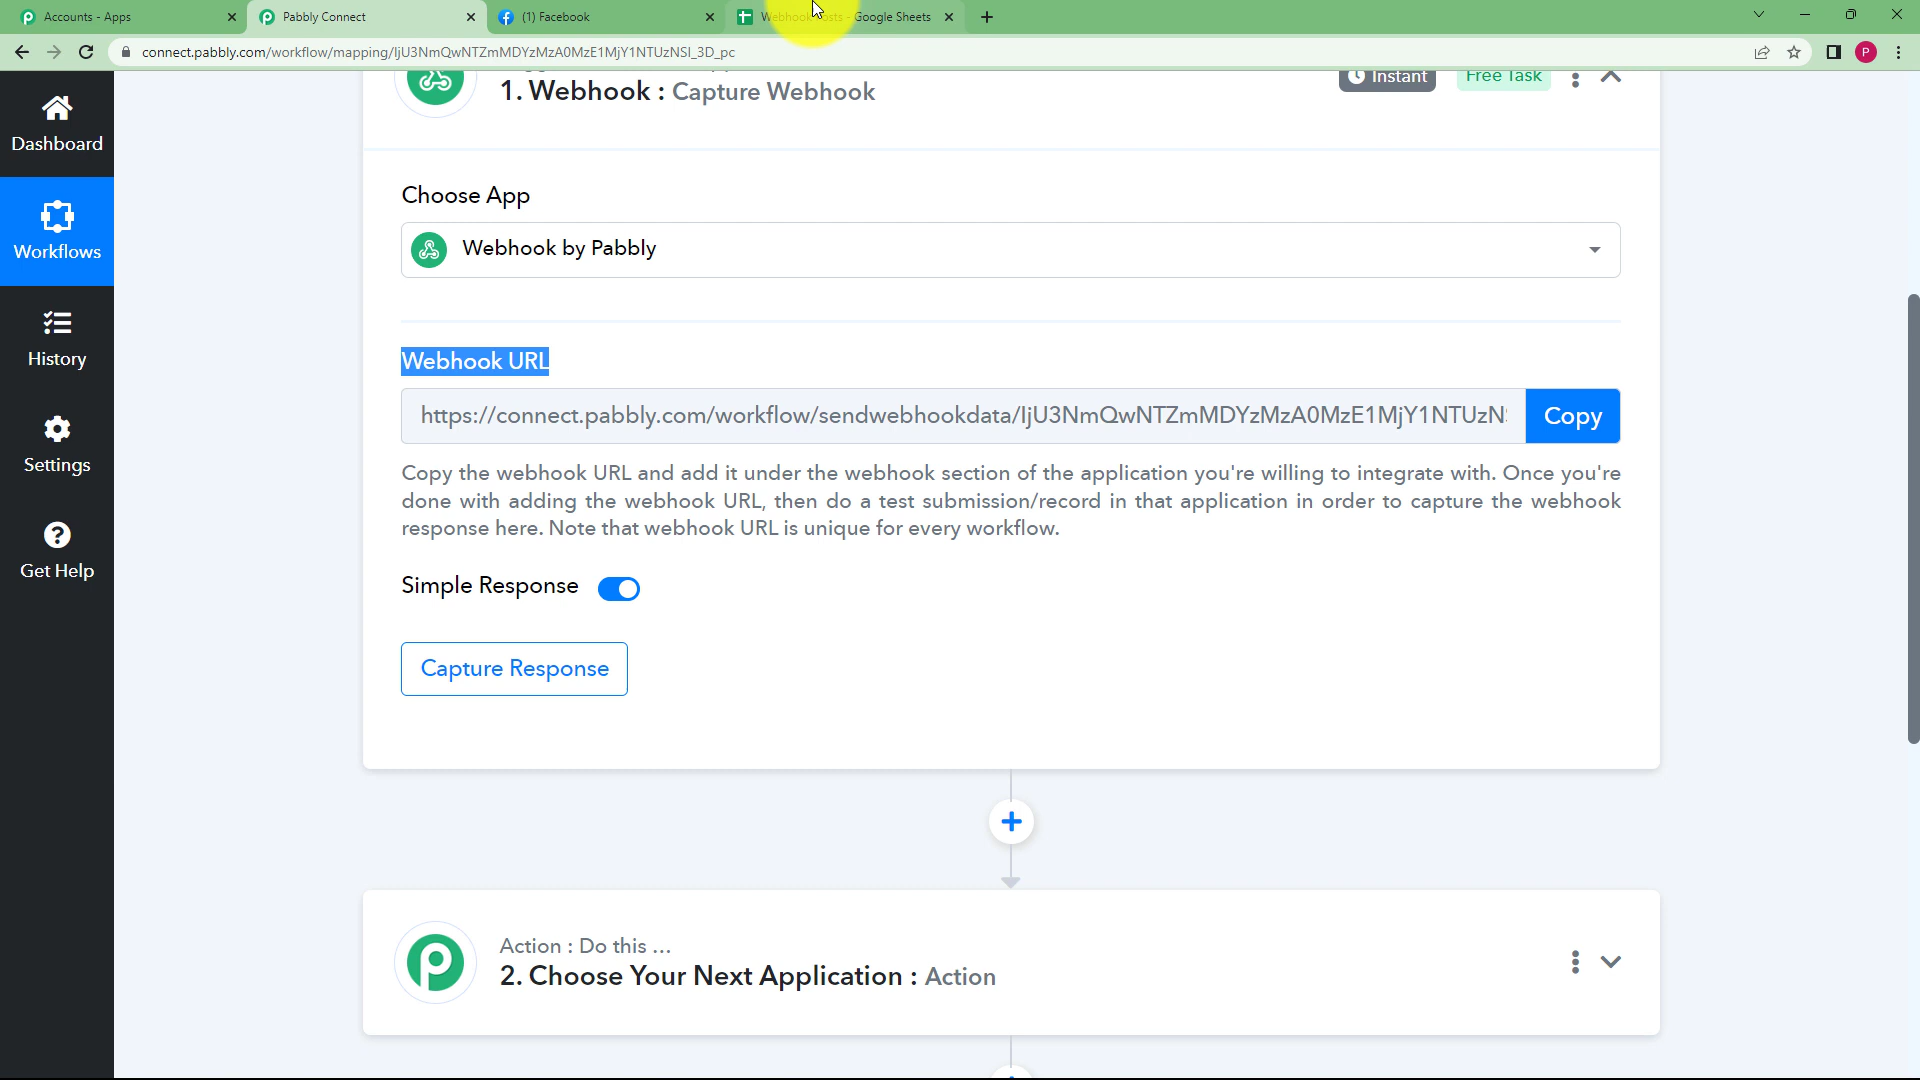 Accounts - Apps
Pabbly Connect
(1) Facebook
Google Sheets
connect.pabbly.com/workflow/mapping/IjU3NmQwNTZmMDYzMzA0MzE1MjY1NTUzNSI_3D_pc
P
Dashboard
Workflows
History
Settings
Get Help
1. Webhook : Capture Webhook
Instant
Free Task
Choose App
Webhook by Pabbly
Webhook URL
https://connect.pabbly.com/workflow/sendwebhookdata/IjU3NmQwNTZmMDYzMzA0MzE1MjY1NTUzN
Copy
Copy the webhook URL and add it under the webhook section of the application you're willing to integrate with. Once you're
done with adding the webhook URL, then do a test submission/record in that application in order to capture the webhook
response here. Note that webhook URL is unique for every workflow.
Simple Response
Capture Response
Action : Do this ...
2. Choose Your Next Application : Action